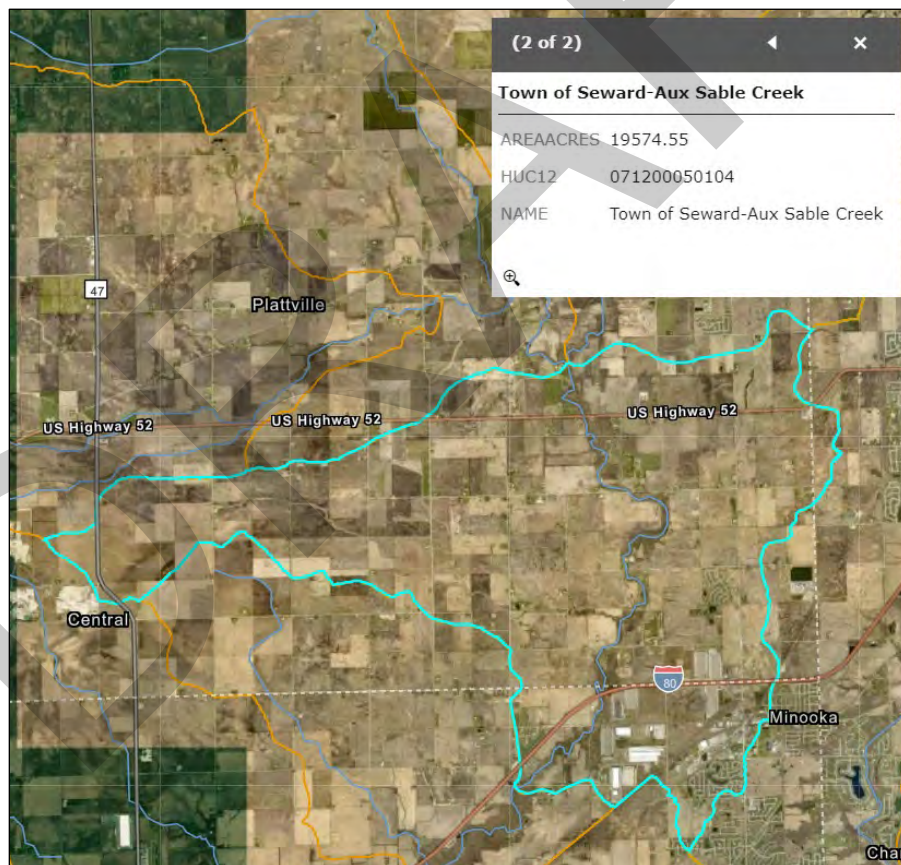 (2 of 2)
Town of Seward-Aux Sable Creek
AREAACRES 19574.55
HUC12 071200050104
NAME Town of Seward-Aux Sable Creek
47
Plattville
US Highway 52
US Highway 52
US Highway 52
Central
80
Minooka